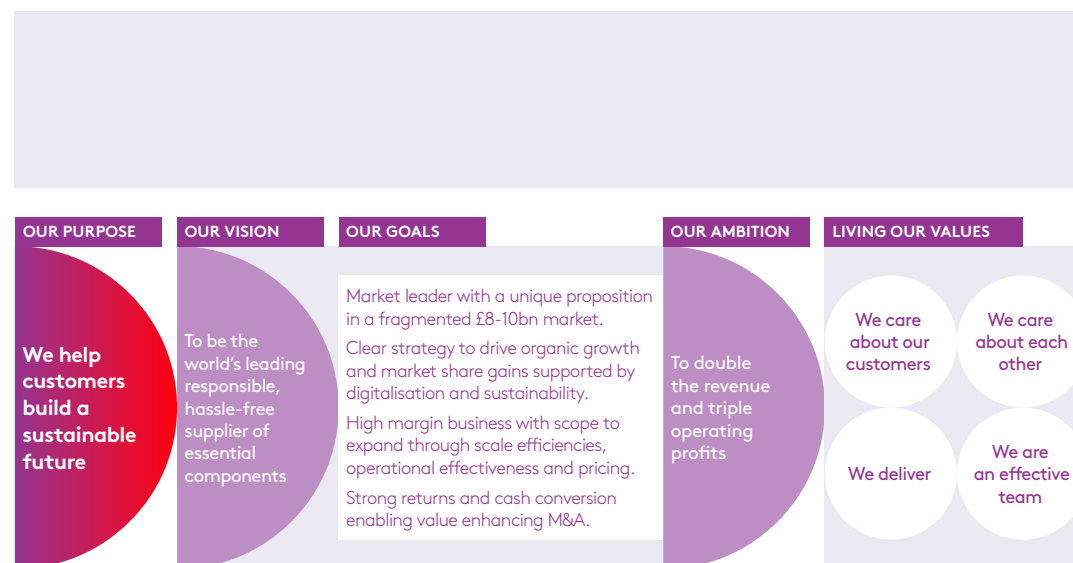 OUR PURPOSE
We help
customers
build a
sustainable
future
OUR VISION
To be the
world's leading
responsible,
hassle-free
supplier of
essential
components
OUR GOALS
Market leader with a unique proposition
in a fragmented £8-10bn market.
Clear strategy to drive organic growth
and market share gains supported by
digitalisation and sustainability.
High margin business with scope to
expand through scale efficiencies,
operational effectiveness and pricing.
Strong returns and cash conversion
enabling value enhancing M&A.
OUR AMBITION
To double
the revenue
and triple
operating
profits
LIVING OUR VALUES
We care
about our
customers
We care
about each
other
We deliver
We are
an effective
team